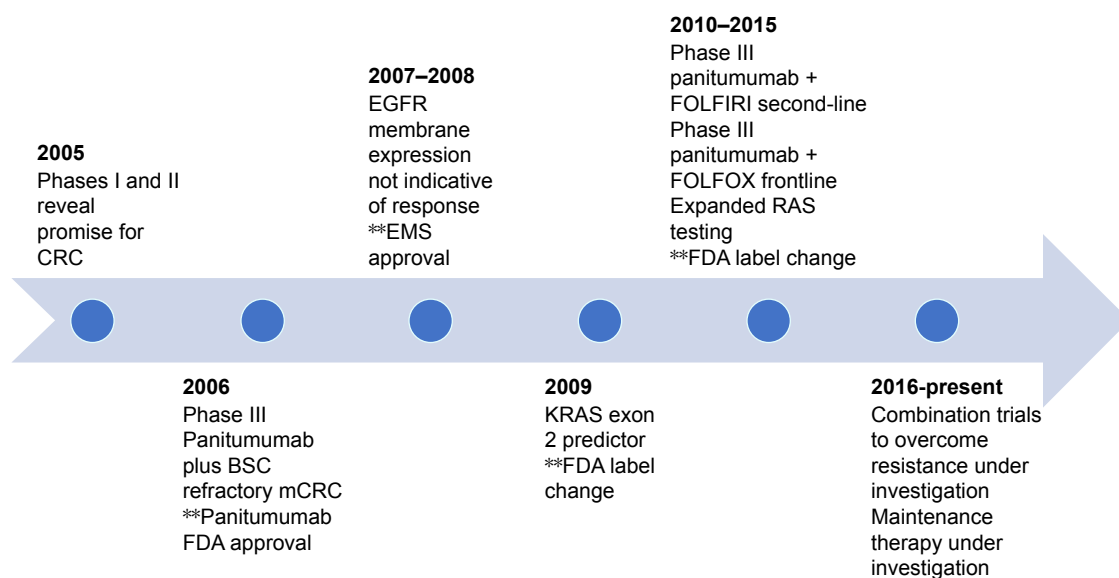 2005
Phases I and II
reveal
promise for
CRC
2006
Phase III
Panitumumab
plus BSC
refractory mCRC
**Panitumumab
FDA approval
2007–2008
EGFR
membrane
expression
not indicative
of response
**EMS
approval
2009
KRAS exon
2 predictor
**FDA label
change
2010–2015
Phase III
panitumumab +
FOLFIRI second-line
Phase III
panitumumab +
FOLFOX frontline
Expanded RAS
testing
**FDA label change
2016-present
Combination trials
to overcome
resistance under
investigation
Maintenance
therapy under
investigation